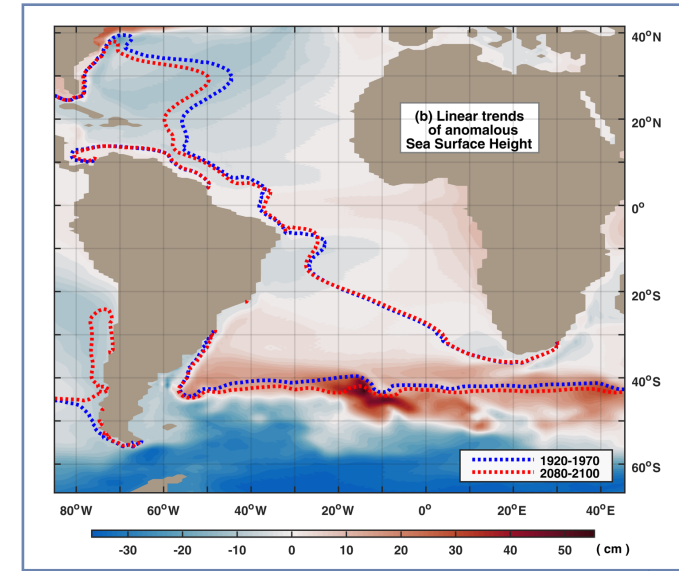 40°N
(b) Linear trends
of anomalous
Sea Surface Height
20°N
0°
20°S
40°S
1920-1970
2080-2100
60°S
80°W 60°W 40°W 20°W 0° 20°E 40°E
-30 -20 -10 0 10 20 30 40 50 ( cm )